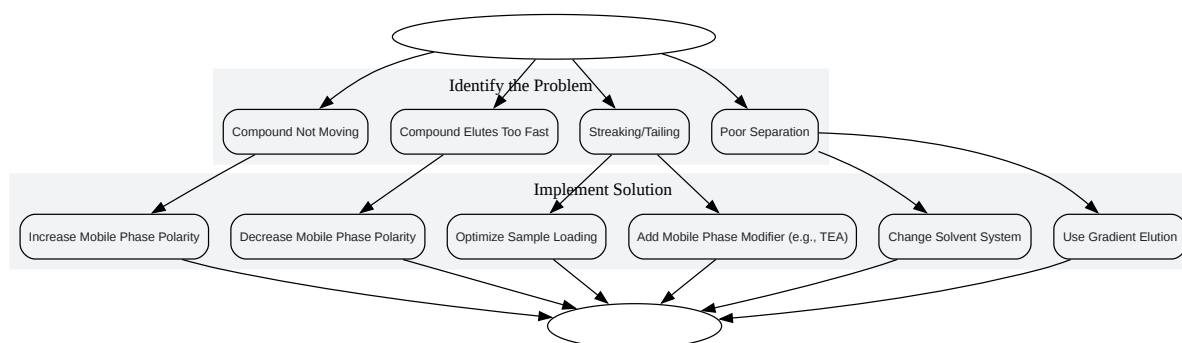 Identify the Problem
Compound Not Moving
Compound Elutes Too Fast
Streaking/Tailing
Poor Separation
Implement Solution
Increase Mobile Phase Polarity
Decrease Mobile Phase Polarity
Optimize Sample Loading
Add Mobile Phase Modifier (e.g., TEA)
Change Solvent System
Use Gradient Elution